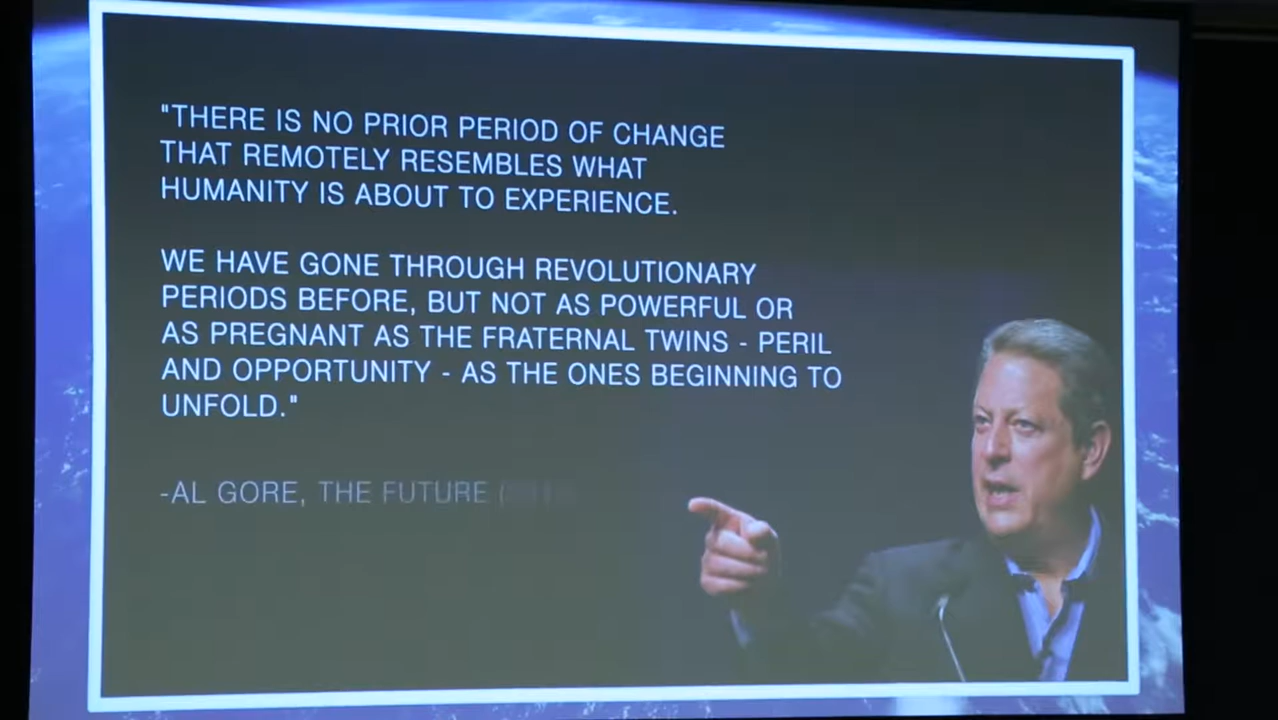 "THERE IS NO PRIOR PERIOD OF CHANGE
THAT REMOTELY RESEMBLES WHAT
HUMANITY IS ABOUT TO EXPERIENCE.
WE HAVE GONE THROUGH REVOLUTIONARY
PERIODS BEFORE, BUT NOT AS POWERFUL OR
AS PREGNANT AS THE FRATERNAL TWINS - PERIL
AND OPPORTUNITY - AS THE ONES BEGINNING TO
UNFOLD."
-AL GORE, THE FUTURE (